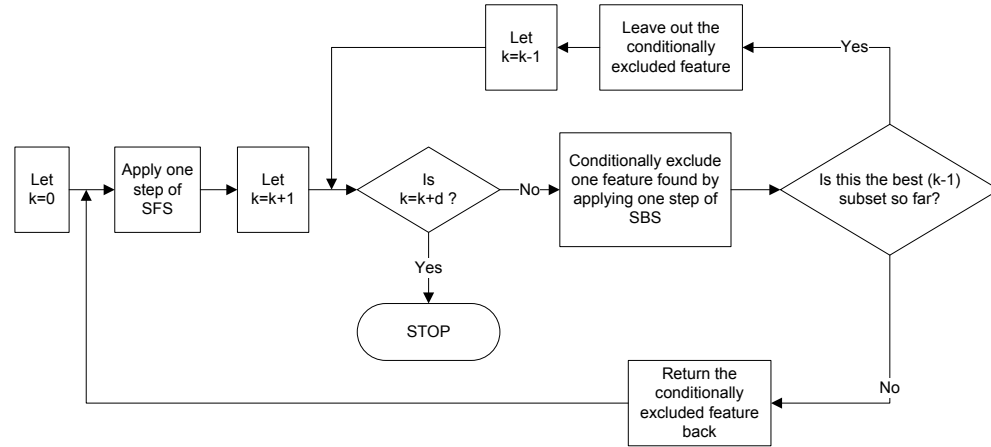 Let
k=k-1
Leave out the
conditionally
excluded feature
Yes
Let
k=0
Apply one
step of
SFS
Let
k=k+1
Is
k=k+d ?
No
Conditionally exclude
one feature found by
applying one step of
SBS
Is this the best (k-1)
subset so far?
Yes
STOP
No
Return the
conditionally
excluded feature
back